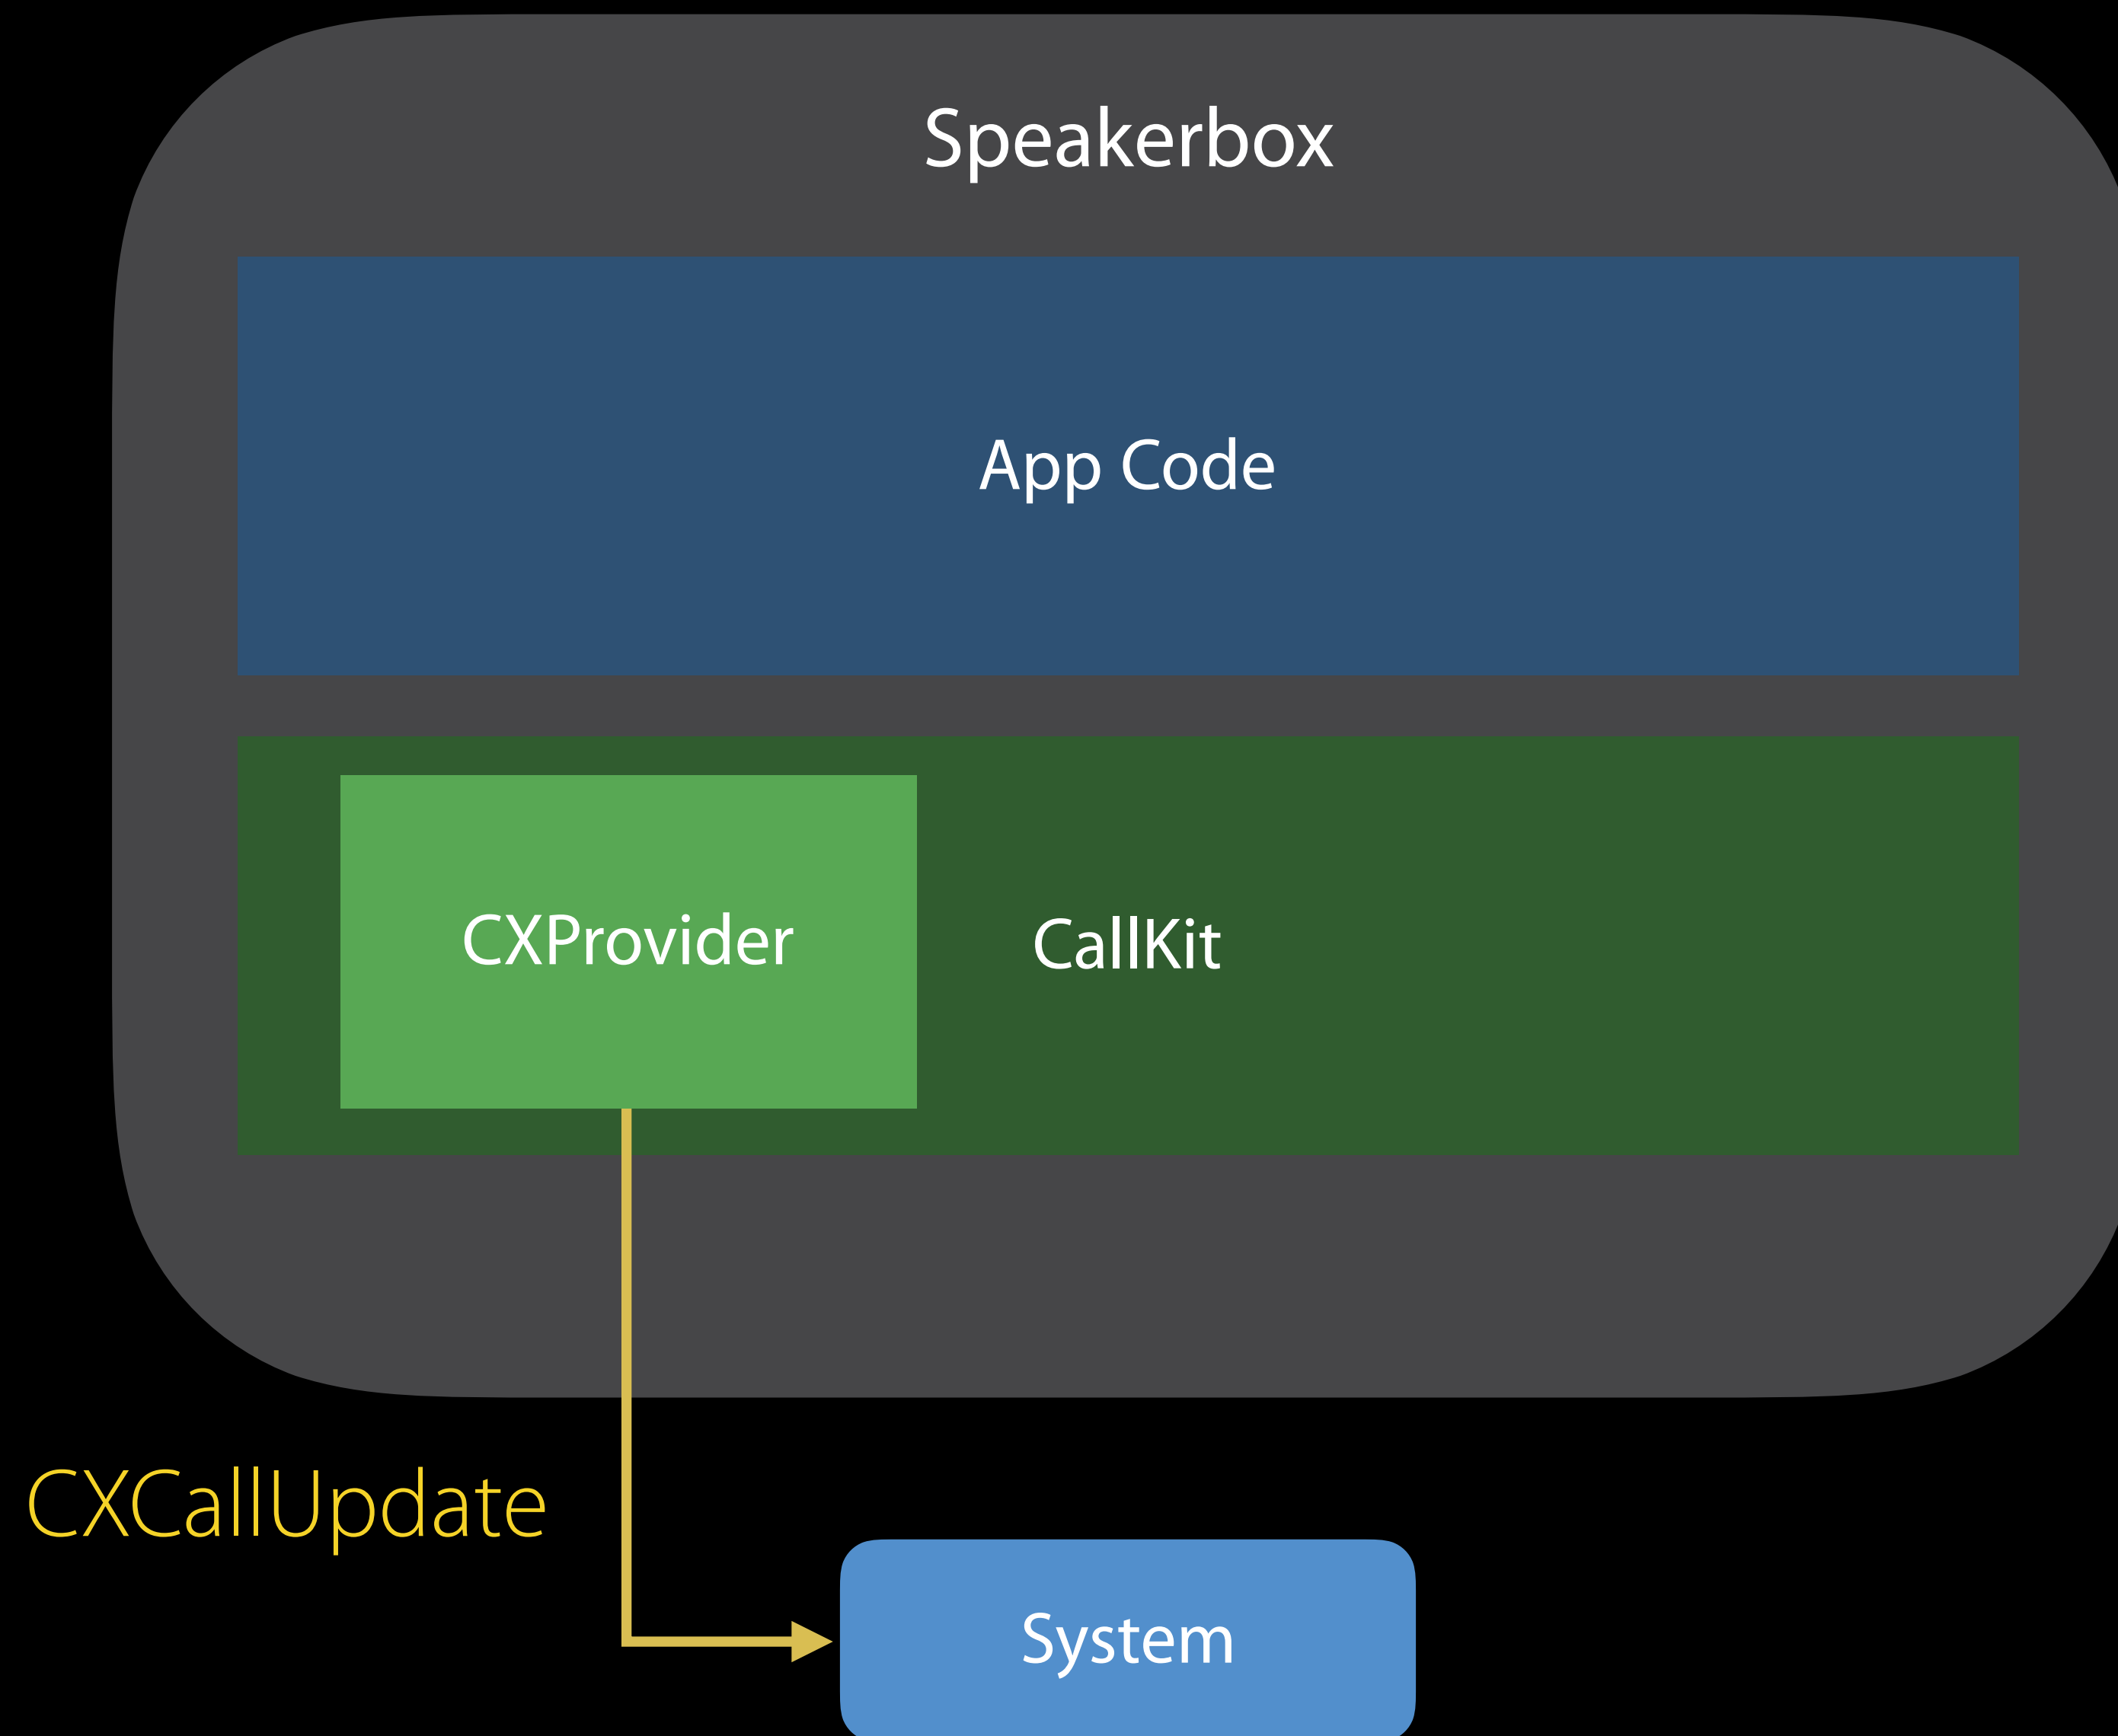 Speakerbox
App Code
CXProvider
CallKit
CXCallUpdate
System